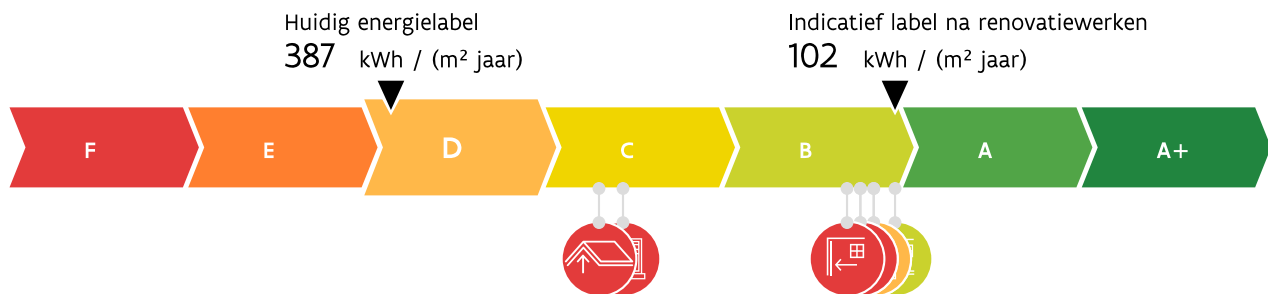 Huidig energielabel
387 kWh / (m² jaar)
Indicatief label na renovatiewerken
102 kWh / (m² jaar)
F E D C B A A+